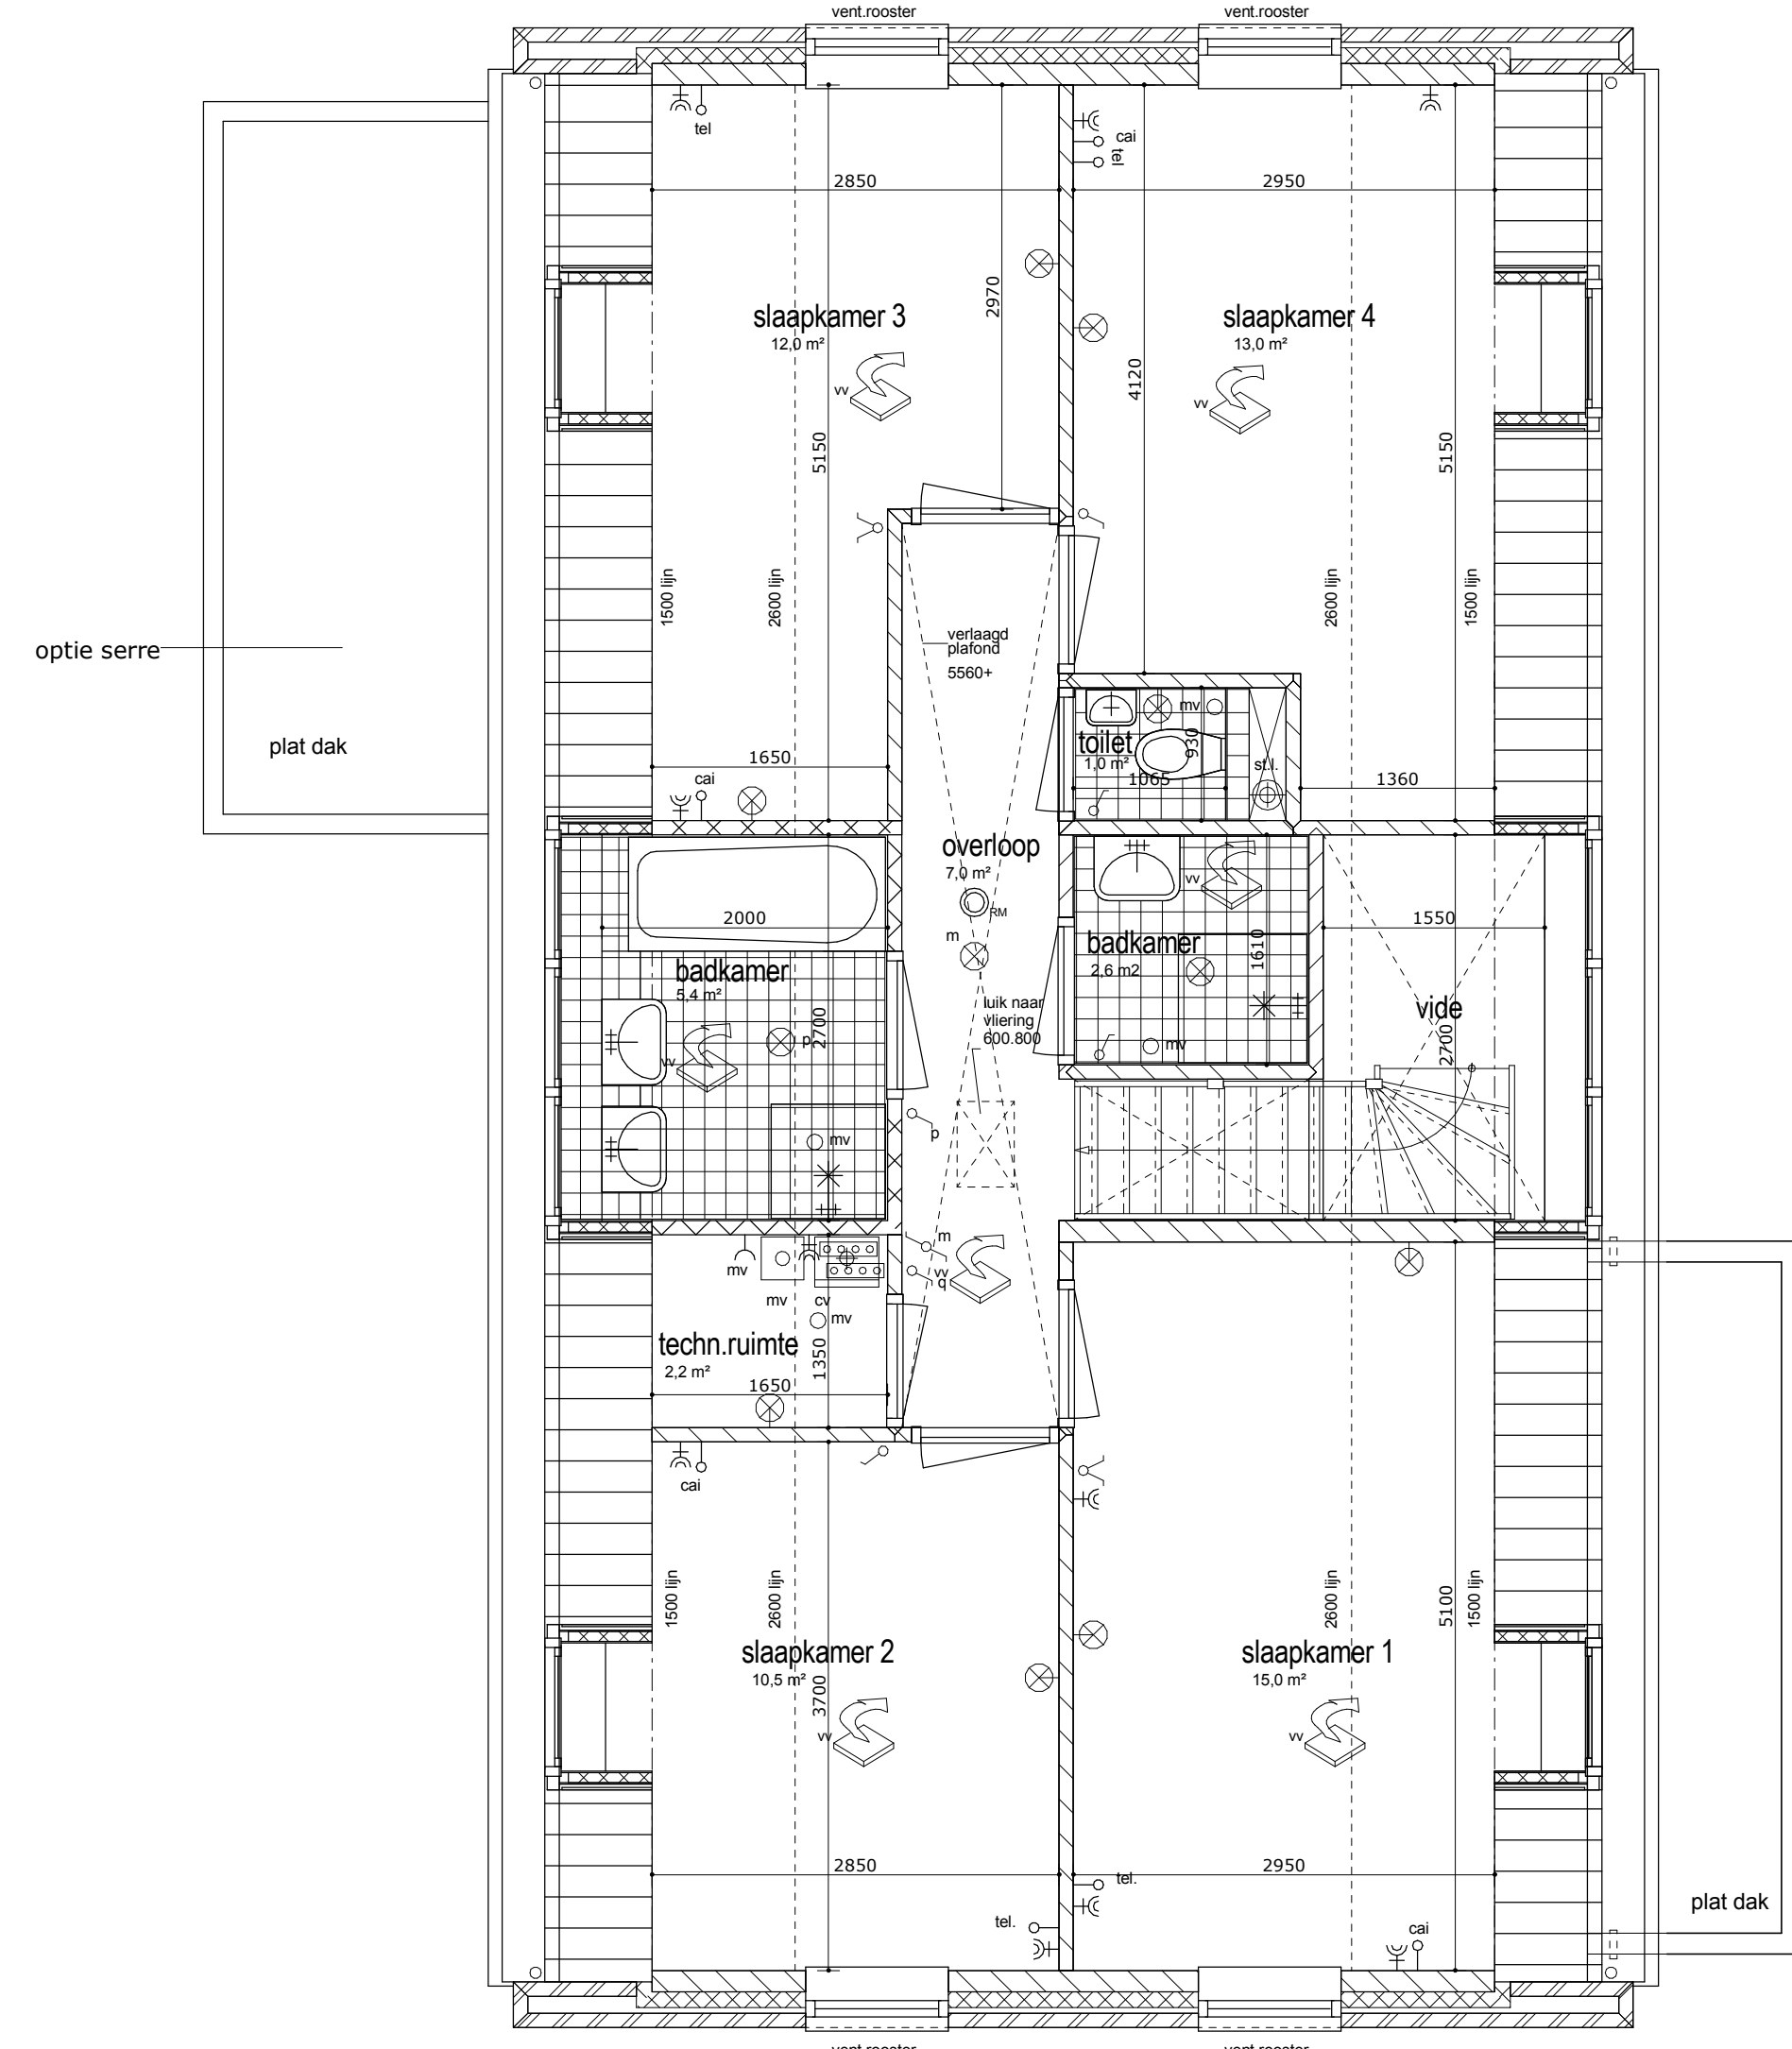 vent.rooster
vent.rooster
tel
cai
tel
2850
2950
2970
slaapkamer 3
12,0 m²
slaapkamer 4
13,0 m²
vv
vv
4120
5150
5150
1500 lijn
2600 lijn
2600 lijn
1500 lijn
optie serre
verlaagd
plafond
5560+
plat dak
mv
toilet
1,0 m²
930
1065
st.l.
1650
1360
cai
overloop
7,0 m²
RM
m
2000
vv
1550
badkamer
5,4 m²
badkamer
2,6 m2
1610
luik naar
vliering
600.800
vide
2700
p
vv
mv
2700
mv
p
m
vv
q
mv
mv
cv
mv
techn.ruimte
2,2 m²
1350
1650
cai
1500 lijn
2600 lijn
2600 lijn
1500 lijn
5100
slaapkamer 2
10,5 m²
slaapkamer 1
15,0 m²
3700
vv
vv
2850
2950
tel.
tel.
cai
plat dak
vent.rooster
vent.rooster